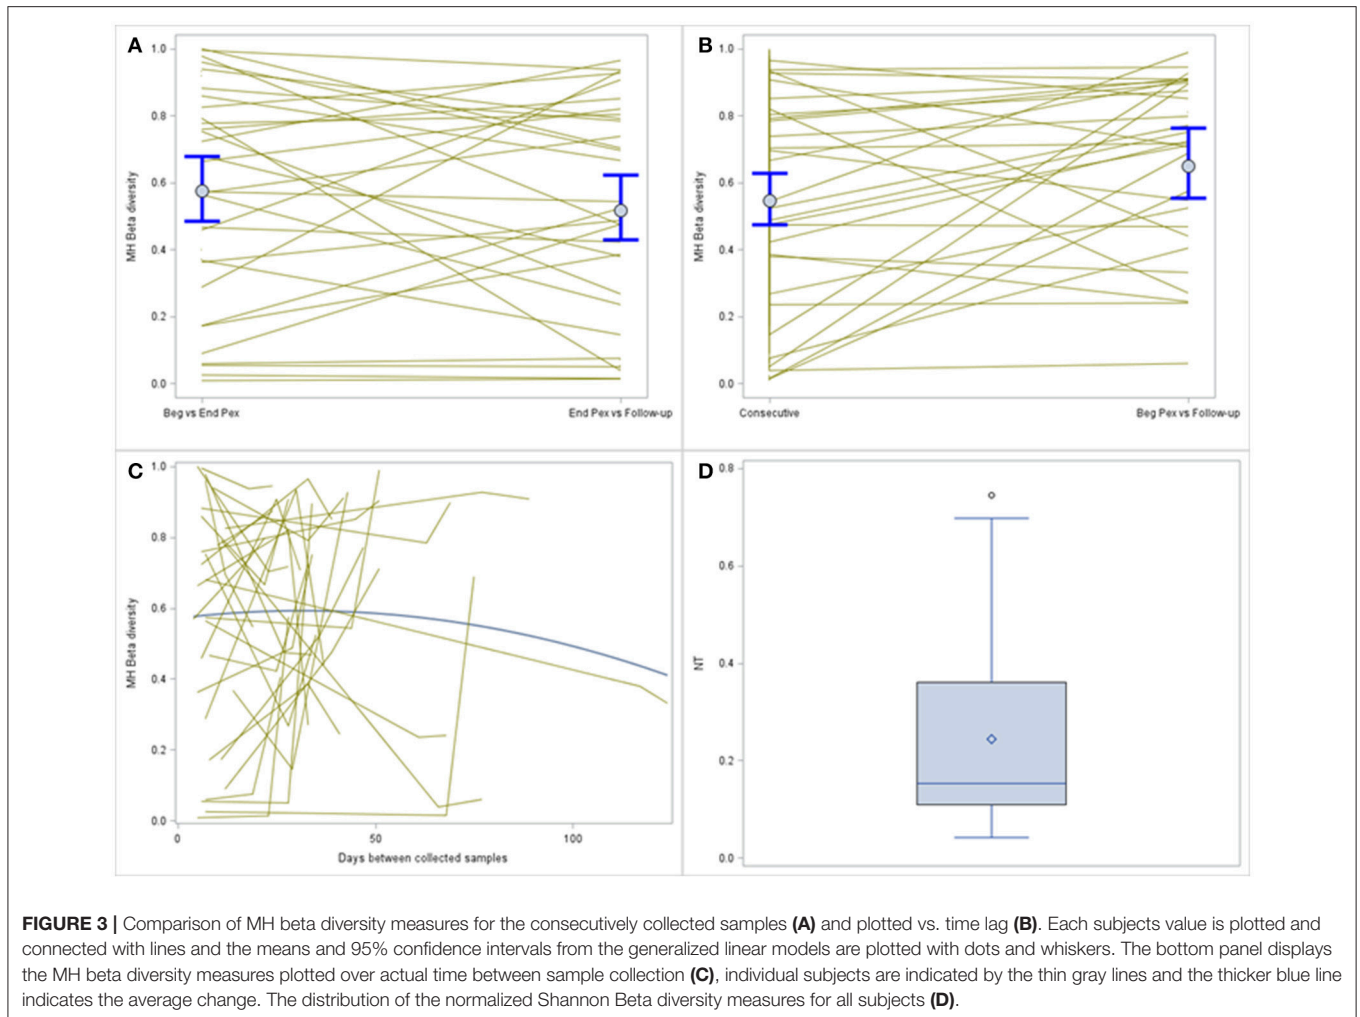 A
1.0
0.8
0.6
0.4
0.2
0.0
MH Beta diversity
Beg vs End Pex
End Pex vs Follow-up
B
1.0
0.8
0.6
0.4
0.2
0.0
MH Beta diversity
Consecutive
Beg Pex vs Follow-up
C
1.0
0.8
0.6
0.4
0.2
0.0
MH Beta diversity
0
50
100
Days between collected samples
D
0.8
0.6
0.4
0.2
0.0
NT
FIGURE 3 | Comparison of MH beta diversity measures for the consecutively collected samples (A) and plotted vs. time lag (B). Each subjects value is plotted and
connected with lines and the means and 95% confidence intervals from the generalized linear models are plotted with dots and whiskers. The bottom panel displays
the MH beta diversity measures plotted over actual time between sample collection (C), individual subjects are indicated by the thin gray lines and the thicker blue line
indicates the average change. The distribution of the normalized Shannon Beta diversity measures for all subjects (D).